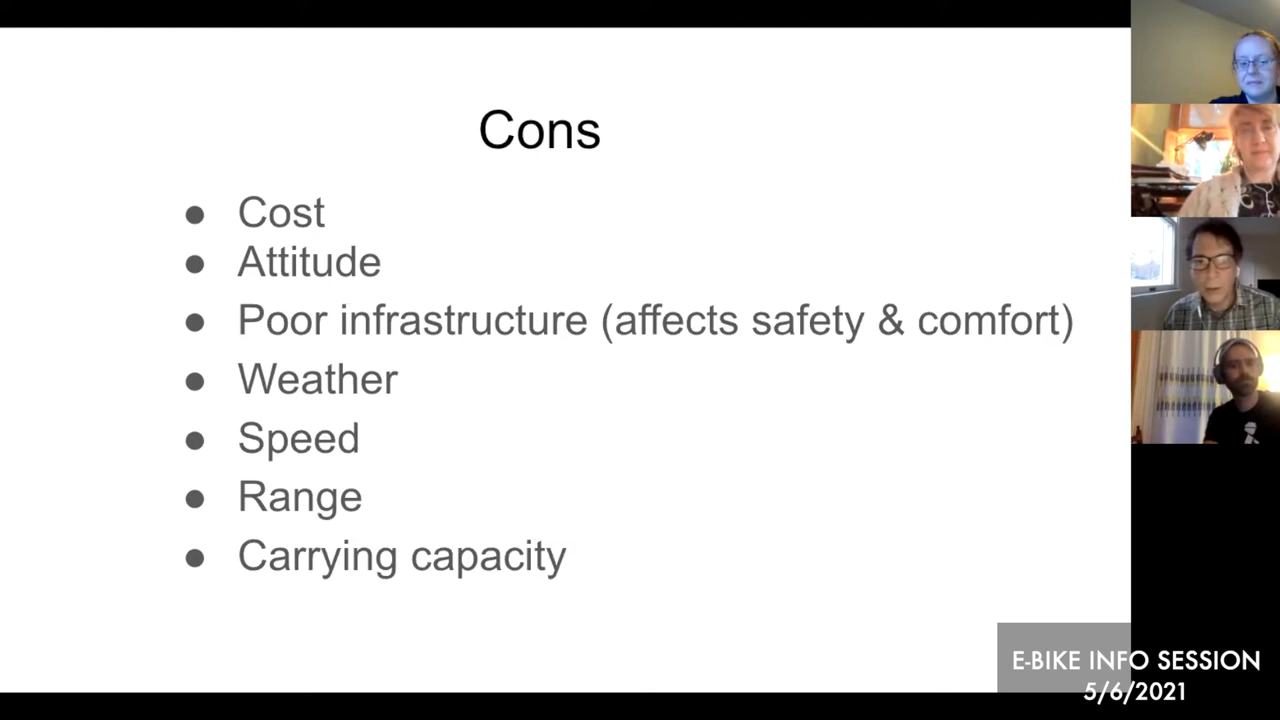 Cons
● Cost
● Attitude
● Poor infrastructure (affects safety & comfort)
● Weather
● Speed
● Range
● Carrying capacity
E-BIKE INFO SESSION
5/6/2021